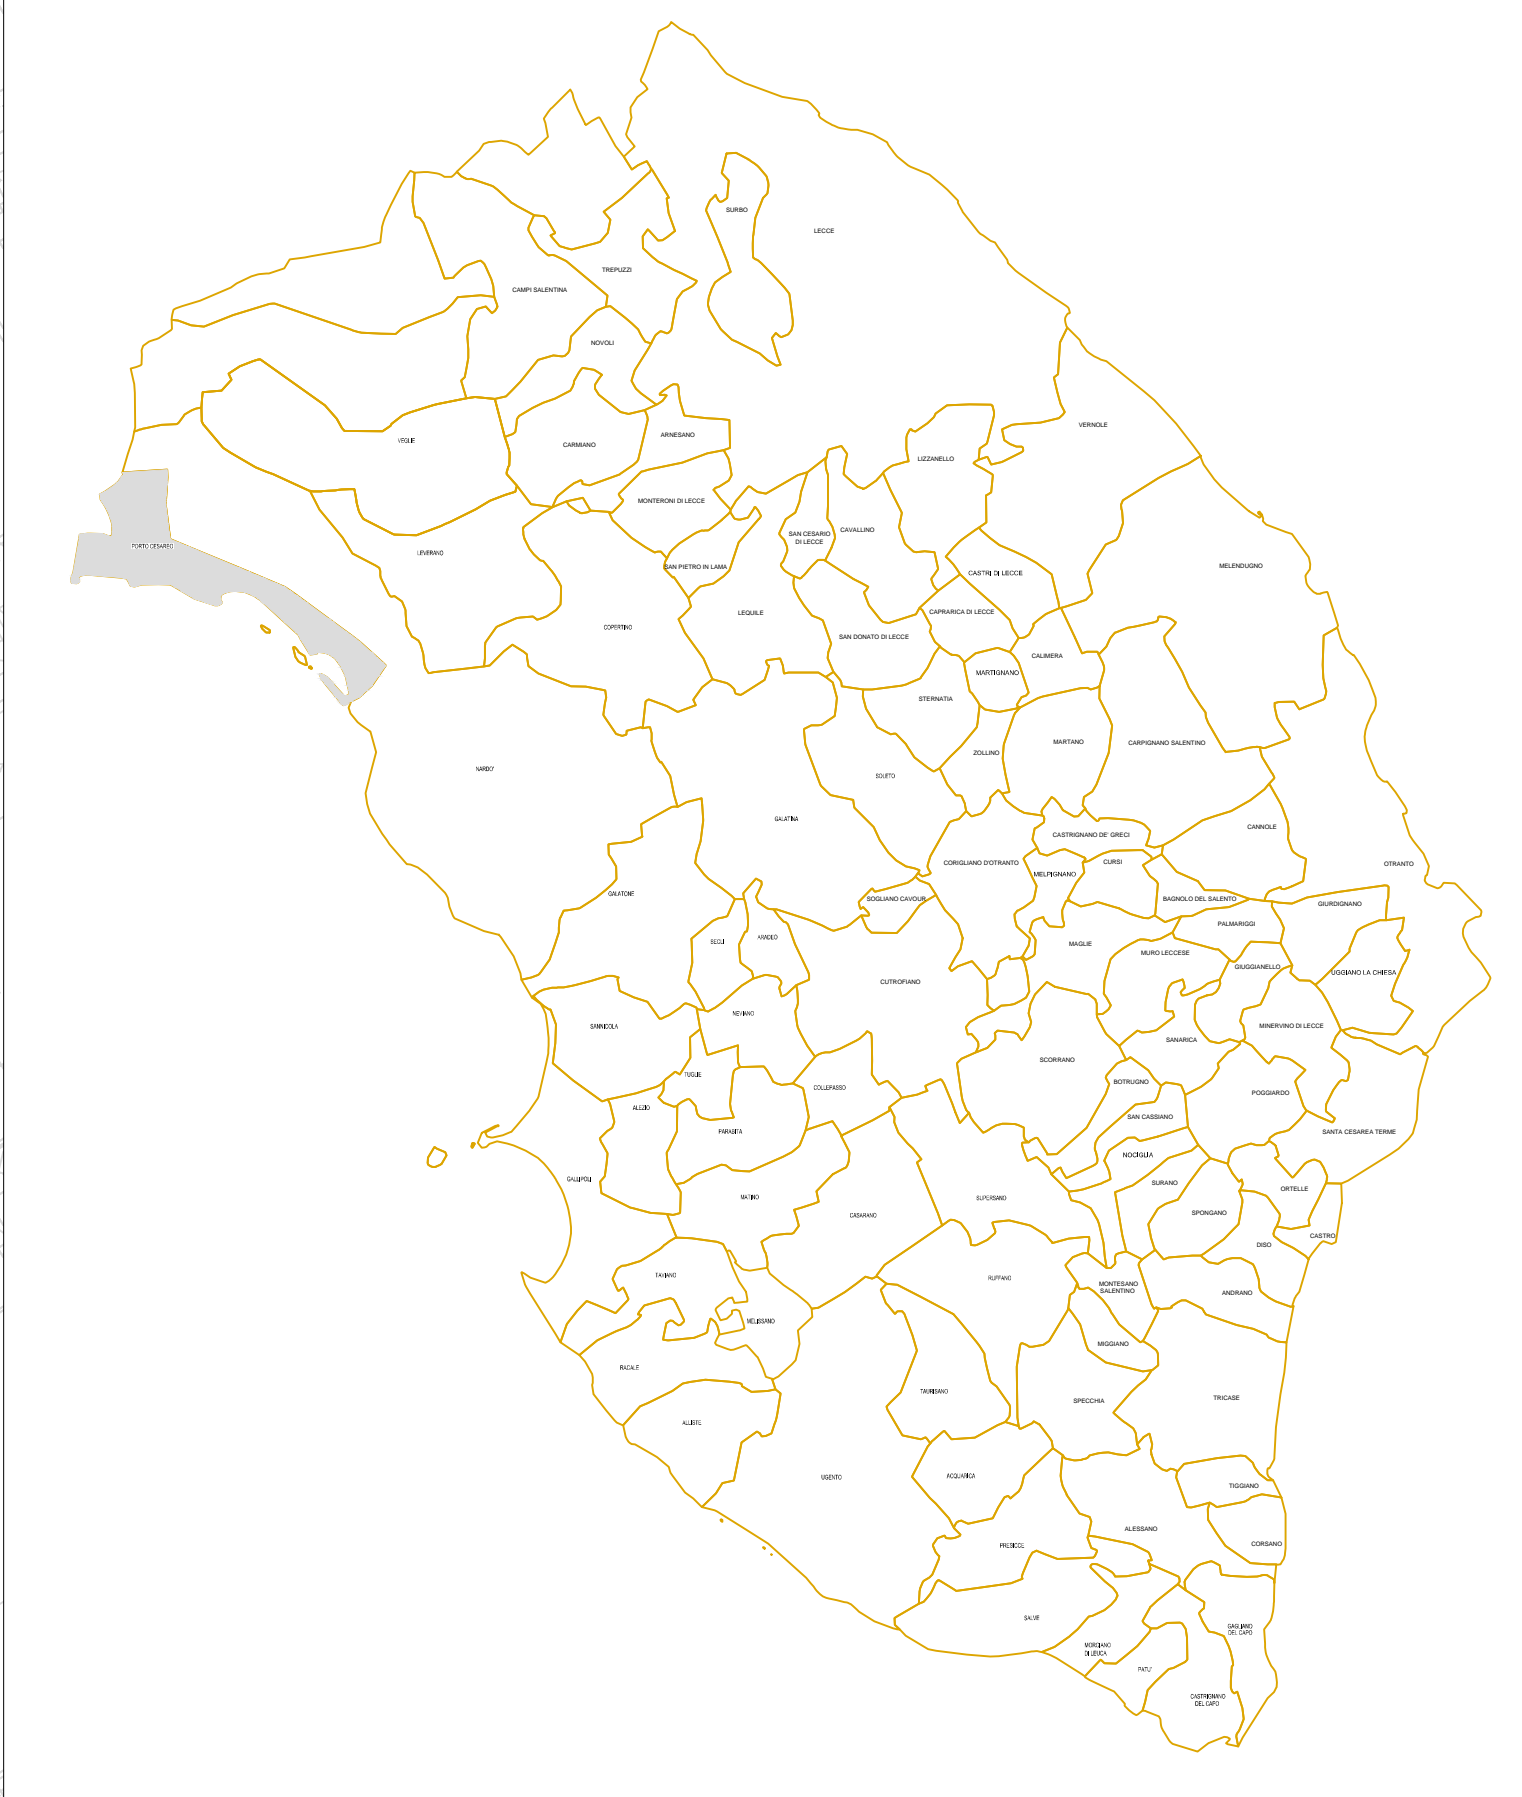 SURBO
LECCE
TREPUZZI
CAMPI SALENTINA
NOVOLI
VERNOLE
ARNESANO
VEGLIE
CARMIANO
LIZZANELLO
MONTERONI DI LECCE
CAVALLINO
SAN CESARIO
DI LECCE
PORTO CESAREO
LEVERANO
SAN PIETRO IN LAMA
MELENDUGNO
CASTRI DI LECCE
LEQUILE
CAPRARICA DI LECCE
COPERTINO
SAN DONATO DI LECCE
CALIMERA
MARTIGNANO
STERNATIA
MARTANO
CARPIGNANO SALENTINO
ZOLLINO
NARDO'
SOLETO
GALATINA
CANNOLE
CASTRIGNANO DE' GRECI
CORIGLIANO D'OTRANTO
CURSI
OTRANTO
MELPIGNANO
GALATONE
SOGLIANO CAVOUR
BAGNOLO DEL SALENTO
GIURDIGNANO
PALMARIGGI
ARADEO
SECLI'
MAGLIE
MURO LECCESE
GIUGGIANELLO
UGGIANO LA CHIESA
CUTROFIANO
NEVIANO
SANNICOLA
MINERVINO DI LECCE
SANARICA
SCORRANO
TUGLIE
BOTRUGNO
COLLEPASSO
POGGIARDO
ALEZIO
SAN CASSIANO
PARABITA
SANTA CESAREA TERME
NOCIGLIA
GALLIPOLI
SURANO
ORTELLE
MATINO
SUPERSANO
CASARANO
SPONGANO
CASTRO
DISO
TAVIANO
RUFFANO
MONTESANO
SALENTINO
ANDRANO
MELISSANO
MIGGIANO
RACALE
TAURISANO
SPECCHIA
TRICASE
ALLISTE
UGENTO
ACQUARICA
TIGGIANO
ALESSANO
PRESICCE
CORSANO
SALVE
GAGLIANO
DEL CAPO
MORCIANO
DI LEUCA
PATU'
CASTRIGNANO
DEL CAPO